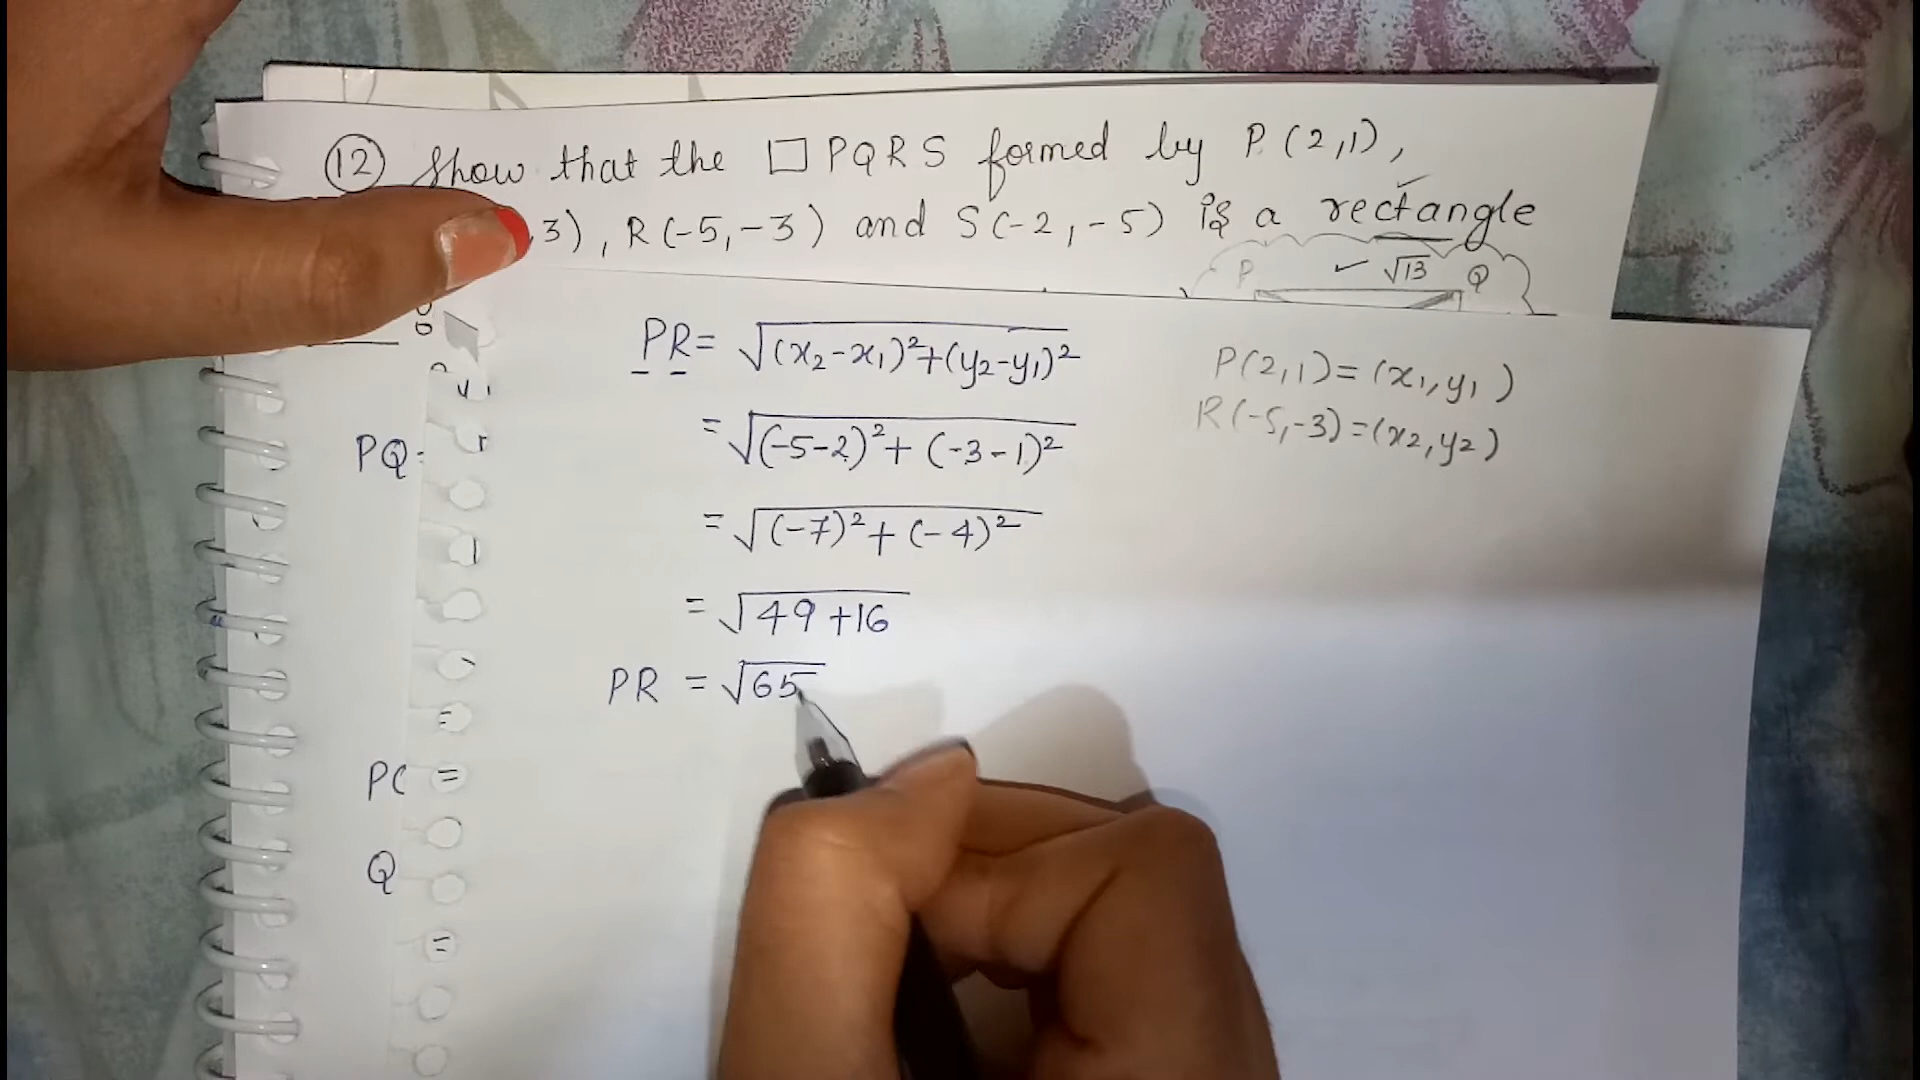 (12) Show that the □ PQRS formed by P(2,1),
,3), R(-5,-3) and S(-2,-5) is a rectangle
P √13 Q
PR = √(x₂-x₁)²+(y₂-y₁)²
P(2,1)=(x₁,y₁)
R(-5,-3)=(x₂,y₂)
= √(-5-2)²+(-3-1)²
PQ
= √(-7)²+(-4)²
= √49+16
PR = √65
=
Q
=